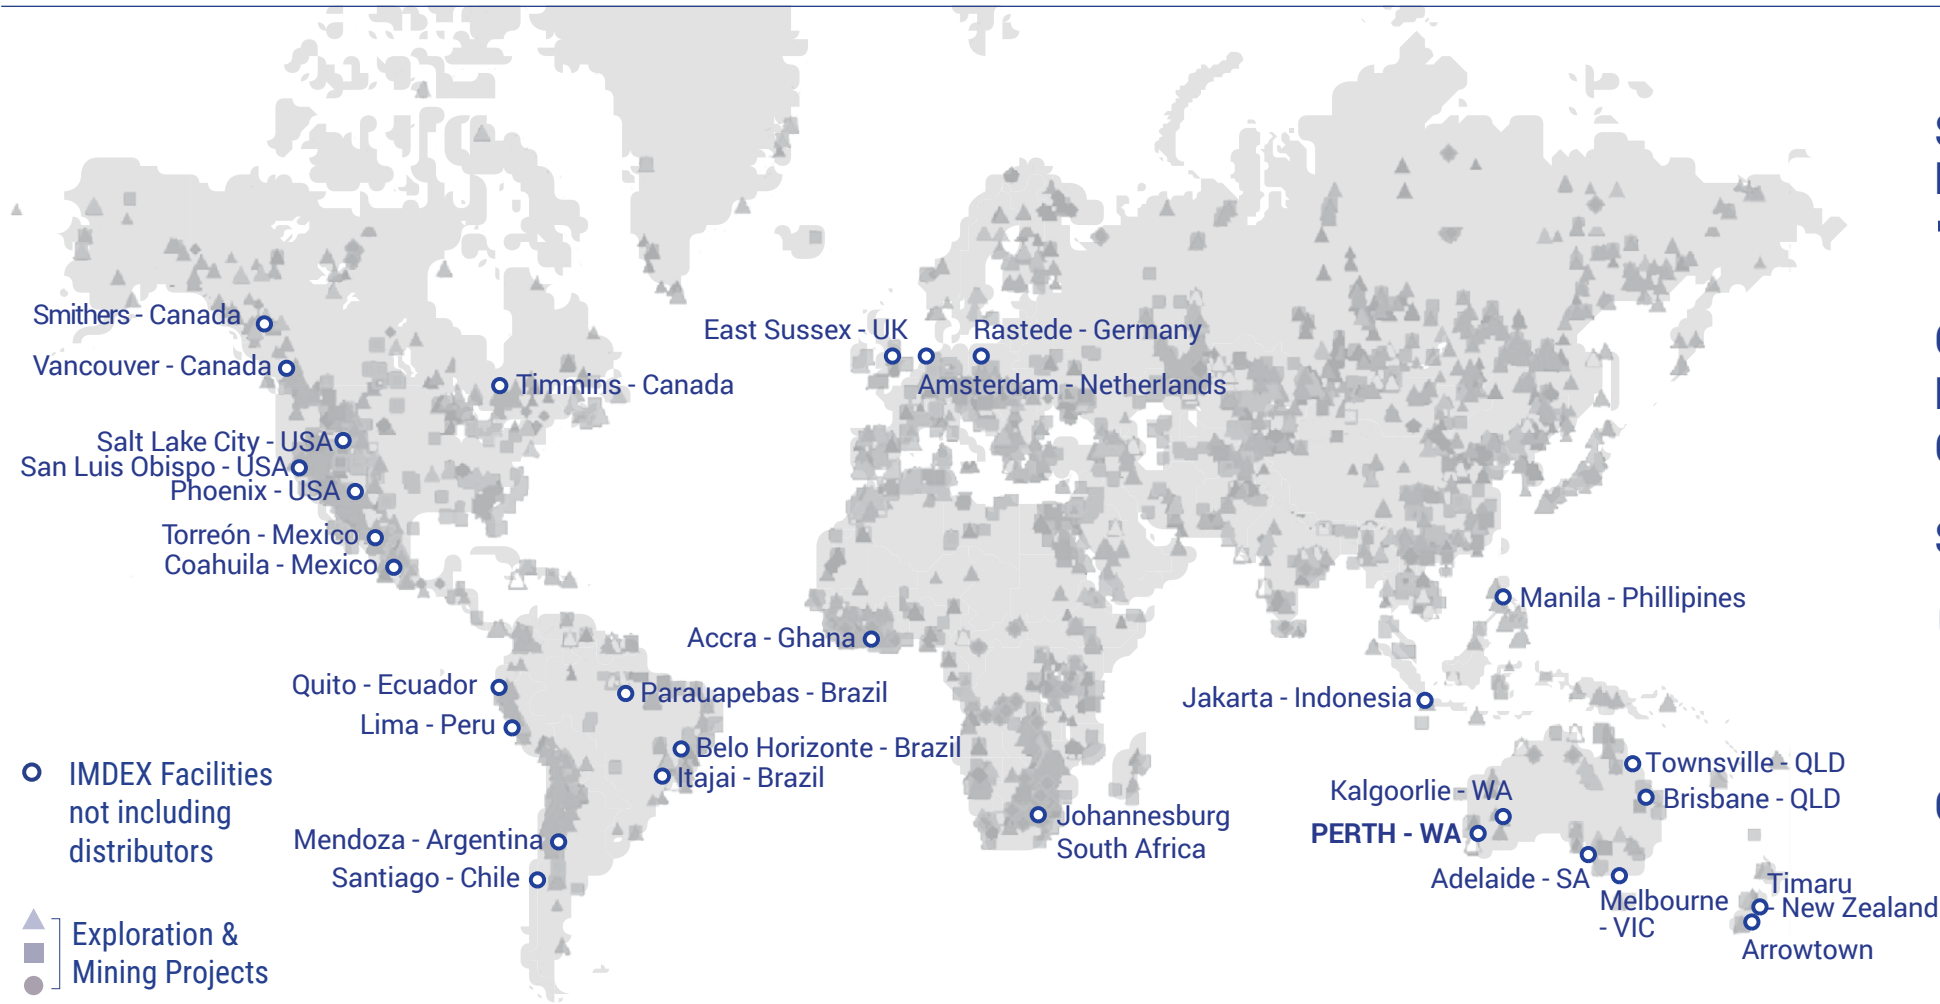 Smithers - Canada
Vancouver - Canada
Timmins - Canada
Salt Lake City - USA
San Luis Obispo - USA
Phoenix - USA
Torreón - Mexico
Coahuila - Mexico
East Sussex - UK
Rastede - Germany
Amsterdam - Netherlands
Accra - Ghana
Manila - Phillipines
Quito - Ecuador
Parauapebas - Brazil
Lima - Peru
Belo Horizonte - Brazil
Itajai - Brazil
Jakarta - Indonesia
Mendoza - Argentina
Santiago - Chile
Johannesburg
South Africa
Townsville - QLD
Kalgoorlie - WA
Brisbane - QLD
PERTH - WA
Adelaide - SA
Melbourne
- VIC
Timaru
- New Zealand
Arrowtown
IMDEX Facilities
not including
distributors
Exploration &
Mining Projects